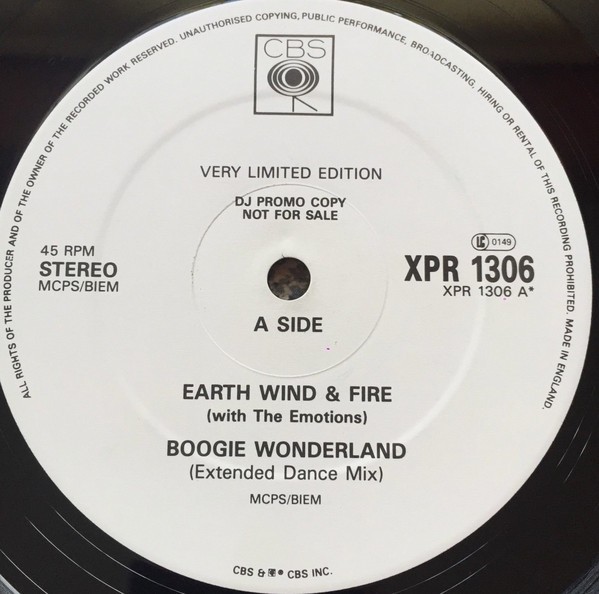 ALL RIGHTS OF THE PRODUCER AND OF THE OWNER OF THE RECORDED WORK RESERVED. UNAUTHORISED COPYING, PUBLIC PERFORMANCE, BROADCASTING, HIRING OR RENTAL OF THIS RECORDING PROHIBITED. MADE IN ENGLAND.
CBS
VERY LIMITED EDITION
DJ PROMO COPY
NOT FOR SALE
45 RPM
STEREO
MCPS/BIEM
LC 0149
XPR 1306
XPR 1306 A*
A SIDE
EARTH WIND & FIRE
(with The Emotions)
BOOGIE WONDERLAND
(Extended Dance Mix)
MCPS/BIEM
CBS & ® CBS INC.